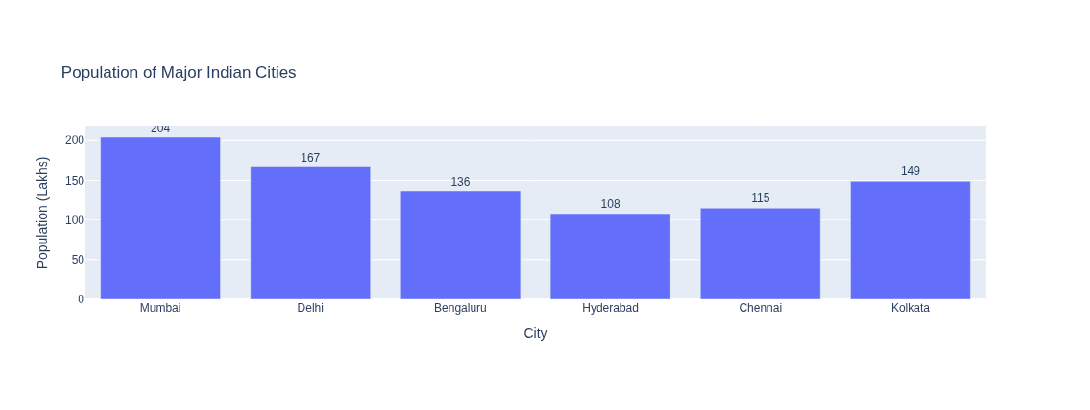 Population of Major Indian Cities
Population (Lakhs)
200
150
100
50
0
204
167
136
108
115
149
Mumbai
Delhi
Bengaluru
Hyderabad
Chennai
Kolkata
City